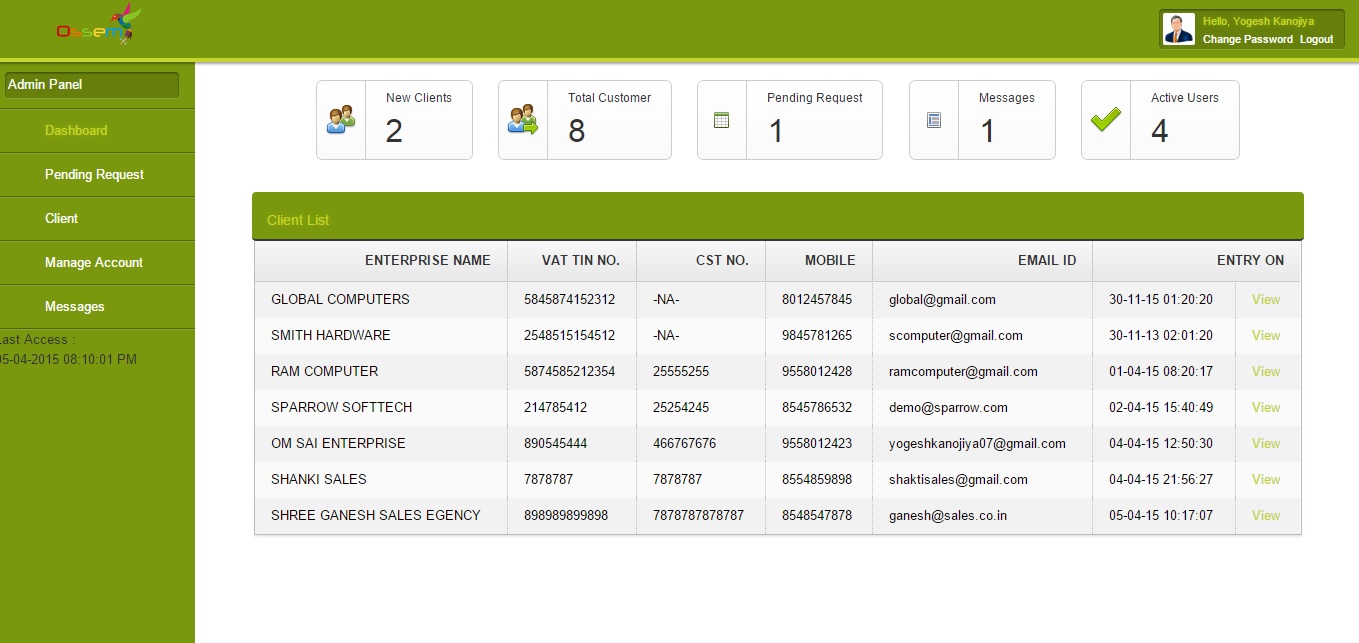 Ossem
Hello, Yogesh Kanojiya
Change Password Logout
Admin Panel
Dashboard
Pending Request
Client
Manage Account
Messages
Last Access :
05-04-2015 08:10:01 PM
New Clients
2
Total Customer
8
Pending Request
1
Messages
1
Active Users
4
Client List
ENTERPRISE NAME VAT TIN NO. CST NO. MOBILE EMAIL ID ENTRY ON
GLOBAL COMPUTERS 5845874152312 -NA- 8012457845 global@gmail.com 30-11-15 01:20:20 View
SMITH HARDWARE 2548515154512 -NA- 9845781265 scomputer@gmail.com 30-11-13 02:01:20 View
RAM COMPUTER 5874585212354 25555255 9558012428 ramcomputer@gmail.com 01-04-15 08:20:17 View
SPARROW SOFTTECH 214785412 25254245 8545786532 demo@sparrow.com 02-04-15 15:40:49 View
OM SAI ENTERPRISE 890545444 466767676 9558012423 yogeshkanojiya07@gmail.com 04-04-15 12:50:30 View
SHANKI SALES 7878787 7878787 8554859898 shaktisales@gmail.com 04-04-15 21:56:27 View
SHREE GANESH SALES EGENCY 898989899898 7878787878787 8548547878 ganesh@sales.co.in 05-04-15 10:17:07 View